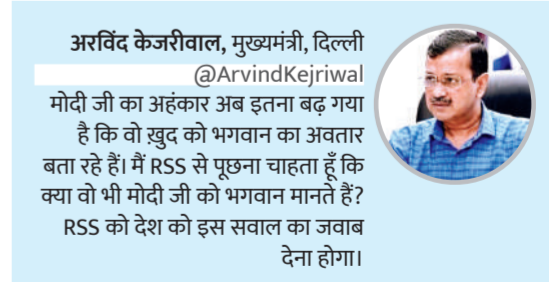 अरविंद केजरीवाल, मुख्यमंत्री, दिल्ली
@ArvindKejriwal
मोदी जी का अहंकार अब इतना बढ़ गया
है कि वो ख़ुद को भगवान का अवतार
बता रहे हैं। मैं RSS से पूछना चाहता हूँ कि
क्या वो भी मोदी जी को भगवान मानते हैं?
RSS को देश को इस सवाल का जवाब
देना होगा।